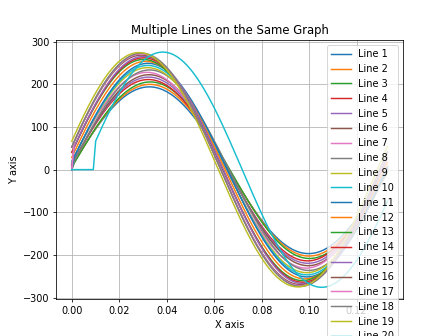 Multiple Lines on the Same Graph
300
200
100
0
−100
−200
−300
Y axis
0.00
0.02
0.04
0.06
0.08
0.10
X axis
Line 1
Line 2
Line 3
Line 4
Line 5
Line 6
Line 7
Line 8
Line 9
Line 10
Line 11
Line 12
Line 13
Line 14
Line 15
Line 16
Line 17
Line 18
Line 19
Line 20